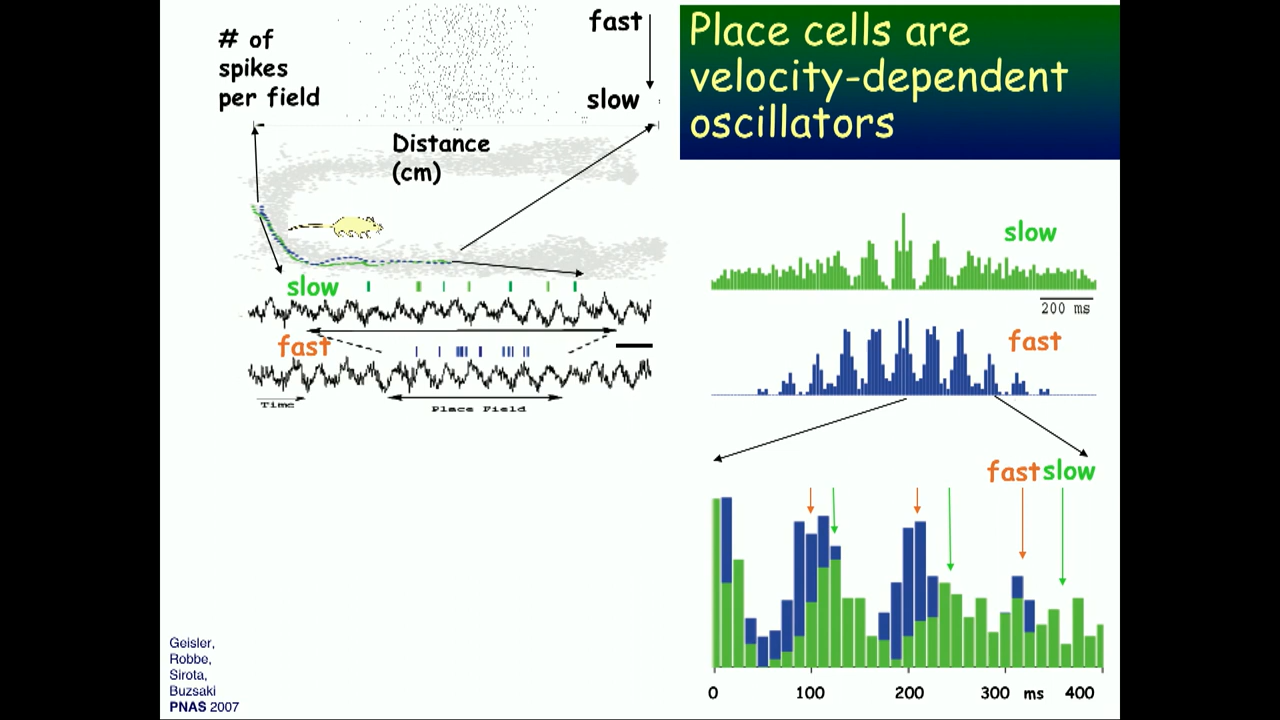 # of
spikes
per field
fast
slow
Distance
(cm)
slow
fast
Time
Place Field
Place cells are
velocity-dependent
oscillators
slow
200 ms
fast
fast slow
0 100 200 300 ms 400
Geisler,
Robbe,
Sirota,
Buzsaki
PNAS 2007